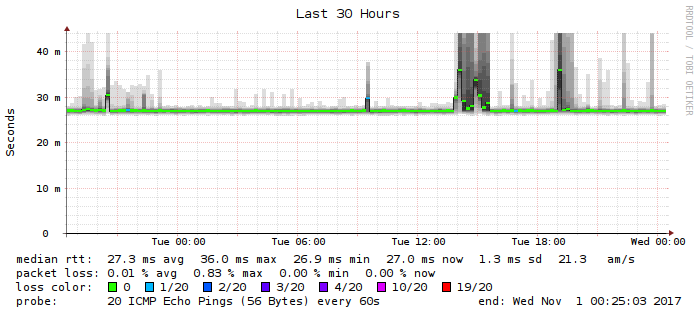 Last 30 Hours
RRDTOOL / TOBI OETIKER
Seconds
40 m
30 m
20 m
10 m
0
Tue 00:00 Tue 06:00 Tue 12:00 Tue 18:00 Wed 00:00
median rtt: 27.3 ms avg 36.0 ms max 26.9 ms min 27.0 ms now 1.3 ms sd 21.3 am/s
packet loss: 0.01 % avg 0.83 % max 0.00 % min 0.00 % now
loss color: 0 1/20 2/20 3/20 4/20 10/20 19/20
probe: 20 ICMP Echo Pings (56 Bytes) every 60s end: Wed Nov 1 00:25:03 2017